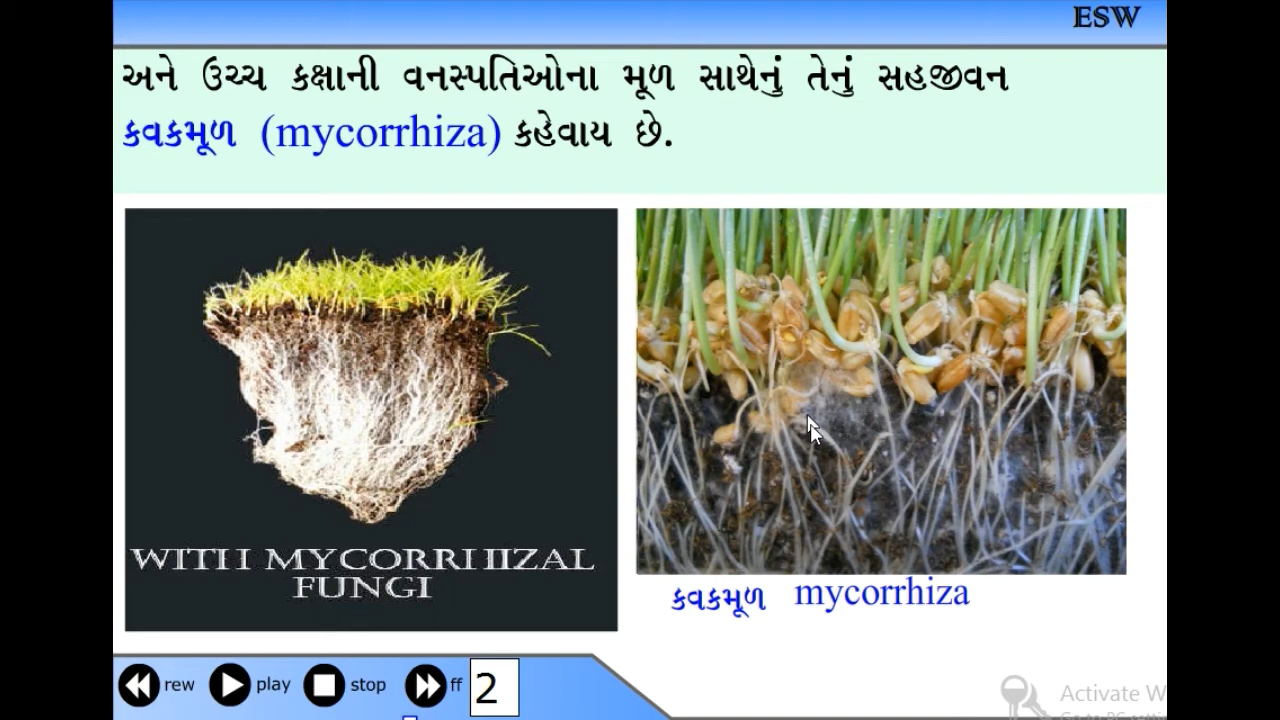 ESW
અને ઉચ્ચ કક્ષાની વનસ્પતિઓના મૂળ સાથેનું તેનું સહજીવન
કવકમૂળ (mycorrhiza) કહેવાય છે.
WITH MYCORRHIZAL
FUNGI
કવકમૂળ mycorrhiza
rew play stop ff 2
Activate W